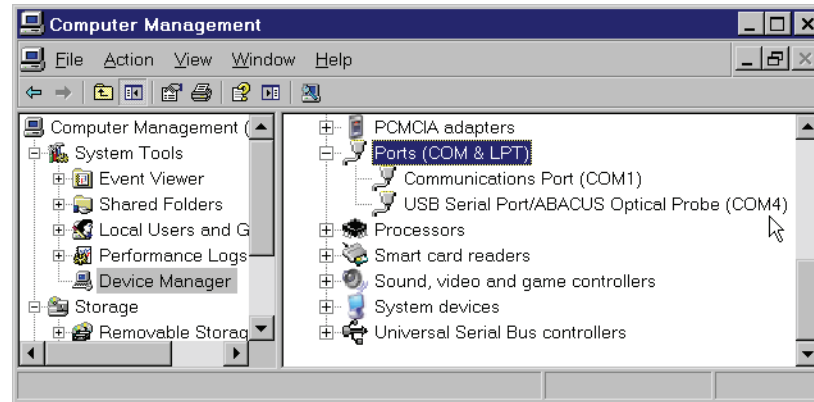 Computer Management
File Action View Window Help
Computer Management (
System Tools
Event Viewer
Shared Folders
Local Users and G
Performance Logs
Device Manager
Storage
Removable Storag
PCMCIA adapters
Ports (COM & LPT)
Communications Port (COM1)
USB Serial Port/ABACUS Optical Probe (COM4)
Processors
Smart card readers
Sound, video and game controllers
System devices
Universal Serial Bus controllers